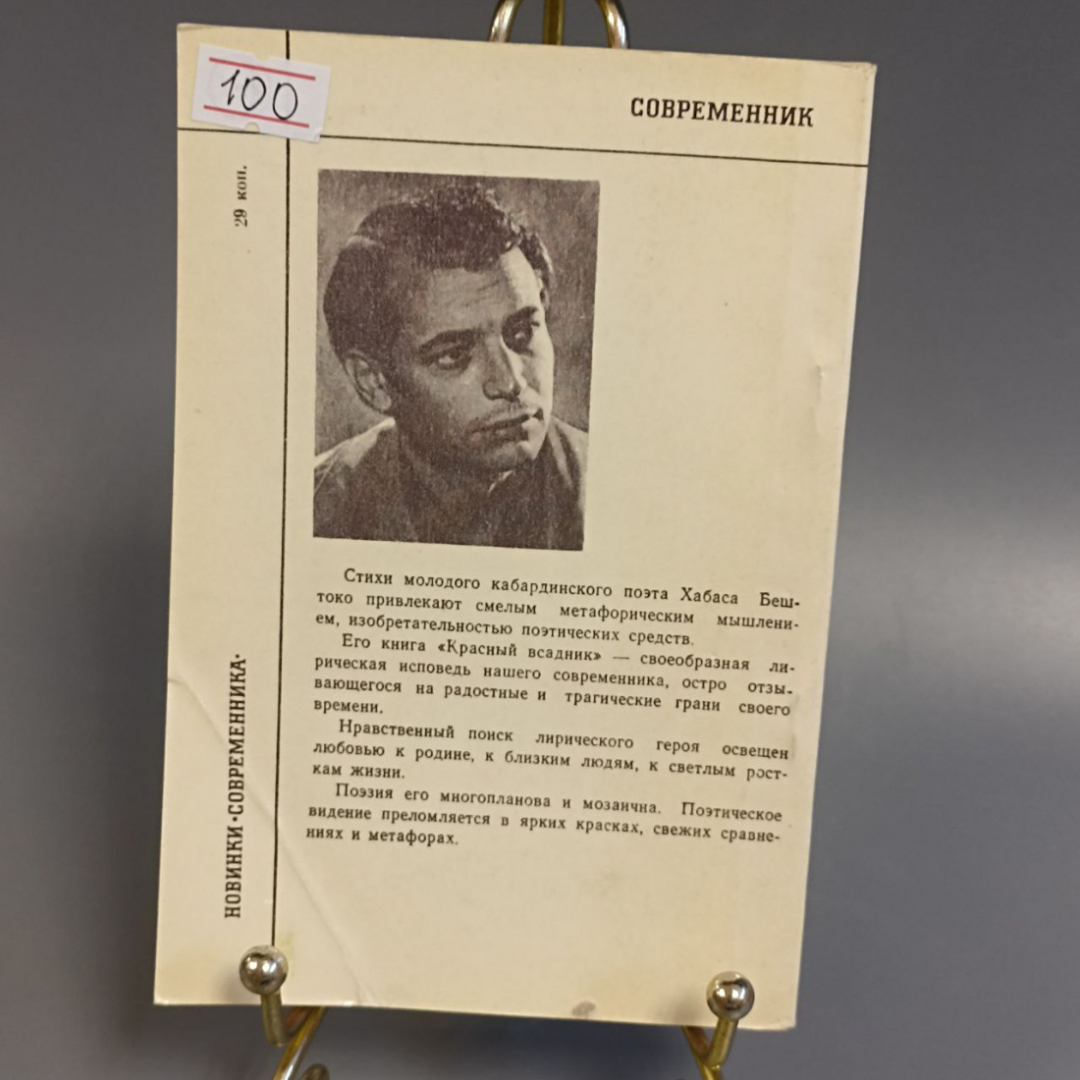 100
СОВРЕМЕННИК
29 коп.
Стихи молодого кабардинского поэта Хабаса Беш-
токо привлекают смелым метафорическим мышлени-
ем, изобретательностью поэтических средств.
Его книга «Красный всадник» — своеобразная ли-
рическая исповедь нашего современника, остро отзы-
вающегося на радостные и трагические грани своего
времени.
Нравственный поиск лирического героя освещен
любовью к родине, к близким людям, к светлым рост-
кам жизни.
Поэзия его многопланова и мозаична. Поэтическое
видение преломляется в ярких красках, свежих сравне-
ниях и метафорах.
НОВИНКИ•СОВРЕМЕННИКА•